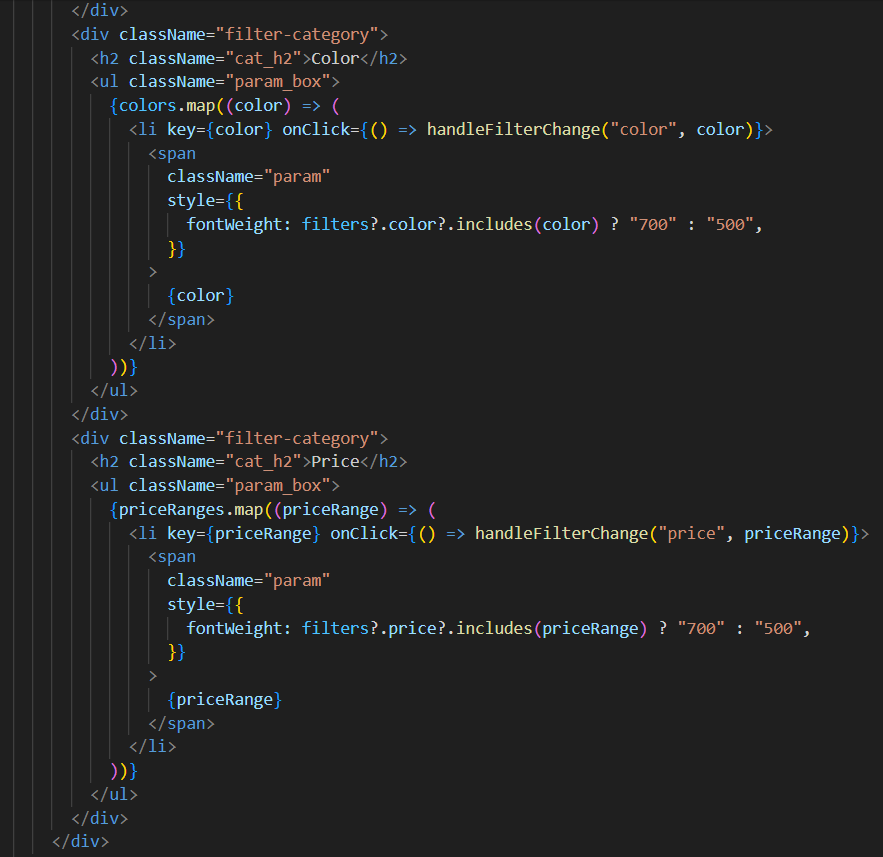 </div>
<div className="filter-category">
<h2 className="cat_h2">Color</h2>
<ul className="param_box">
{colors.map((color) => (
<li key={color} onClick={() => handleFilterChange("color", color)}>
<span
className="param"
style={{
fontWeight: filters?.color?.includes(color) ? "700" : "500",
}}
>
{color}
</span>
</li>
))}
</ul>
</div>
<div className="filter-category">
<h2 className="cat_h2">Price</h2>
<ul className="param_box">
{priceRanges.map((priceRange) => (
<li key={priceRange} onClick={() => handleFilterChange("price", priceRange)}>
<span
className="param"
style={{
fontWeight: filters?.price?.includes(priceRange) ? "700" : "500",
}}
>
{priceRange}
</span>
</li>
))}
</ul>
</div>
</div>